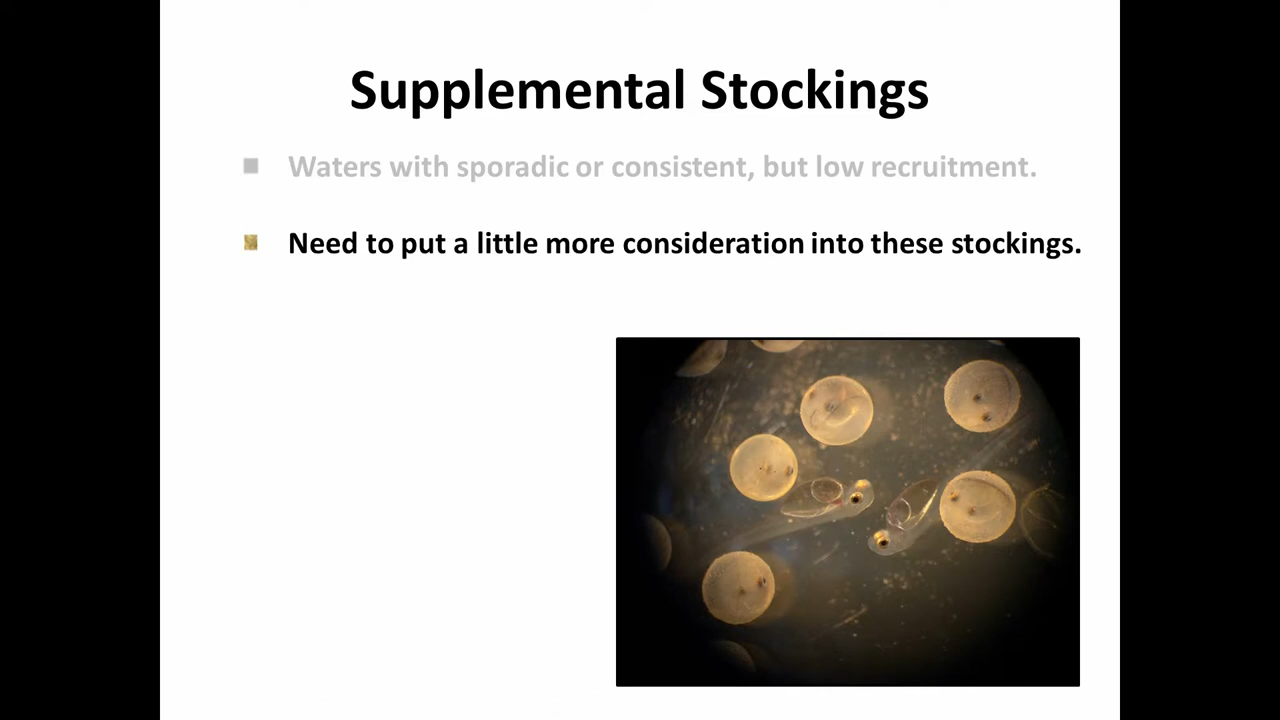 Supplemental Stockings
Waters with sporadic or consistent, but low recruitment.
Need to put a little more consideration into these stockings.